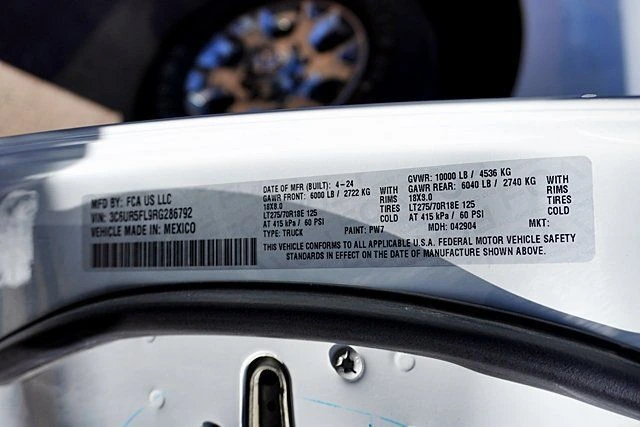 MFD BY: FCA US LLC
VIN: 3C6UR5FL9RG286792
VEHICLE MADE IN: MEXICO
DATE OF MFR (BUILT): 4-24
GAWR FRONT: 6000 LB / 2722 KG
18X8.0
LT275/70R18E 125
AT 415 kPa / 60 PSI
TYPE: TRUCK
WITH
RIMS
TIRES
COLD
PAINT: PW7
GVWR: 10000 LB / 4536 KG
GAWR REAR: 6040 LB / 2740 KG
18X8.0
LT275/70R18E 125
AT 415 kPa / 60 PSI
WITH
RIMS
TIRES
COLD
MDH: 042904
MKT:
THIS VEHICLE CONFORMS TO ALL APPLICABLE U.S.A. FEDERAL MOTOR VEHICLE SAFETY
STANDARDS IN EFFECT ON THE DATE OF MANUFACTURE SHOWN ABOVE.